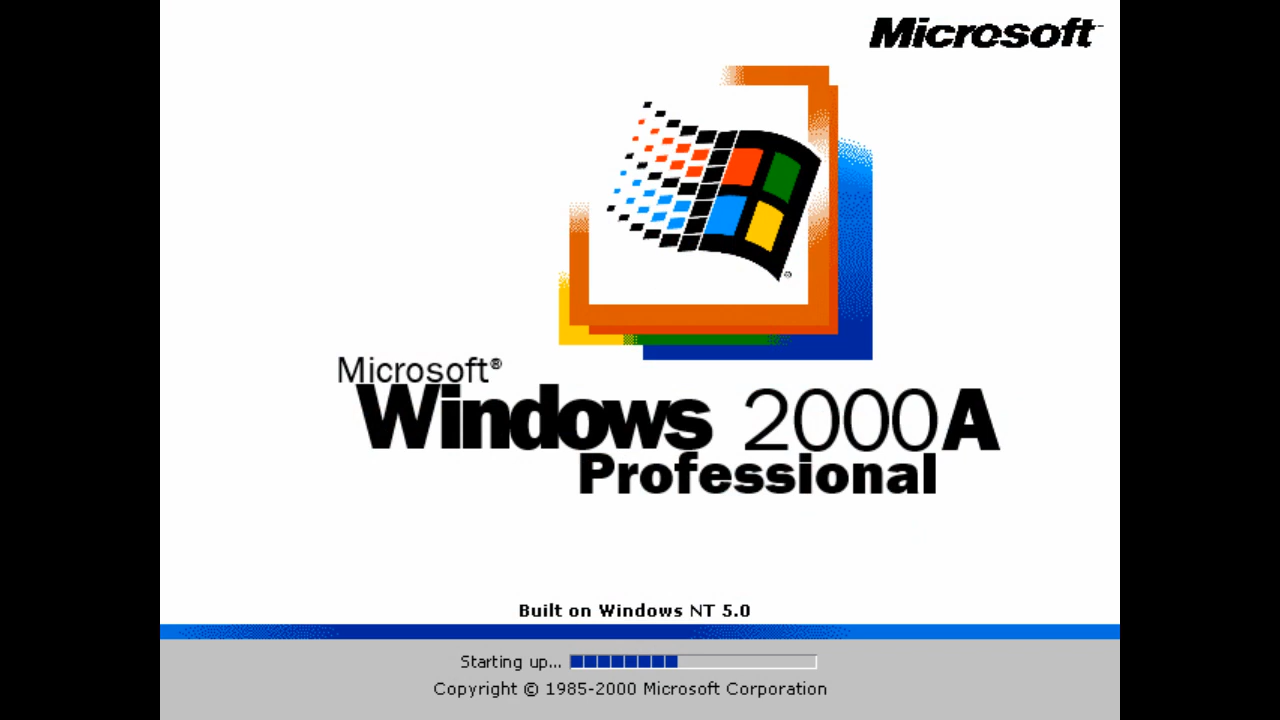 Microsoft
Microsoft®
Windows 2000A
Professional
Built on Windows NT 5.0
Starting up...
Copyright © 1985-2000 Microsoft Corporation